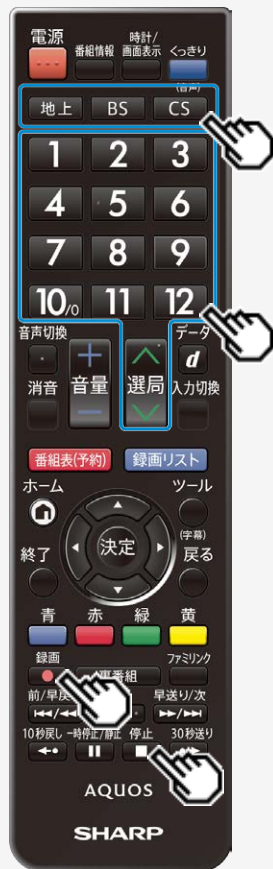 電源
番組情報
時計/
画面表示
くっきり
(音声)
地上 BS CS
1 2 3
4 5 6
7 8 9
10/0 11 12
音声切換
データ
+
d
消音 音量 選局 入力切換
番組表(予約) 録画リスト
ホーム ツール
決定
(字幕)
終了 戻る
青 赤 緑 黄
録画 ファミリンク
番組
前/早戻 早送り/次
10秒戻し 一時停止/静止 停止 30秒送り
AQUOS
SHARP